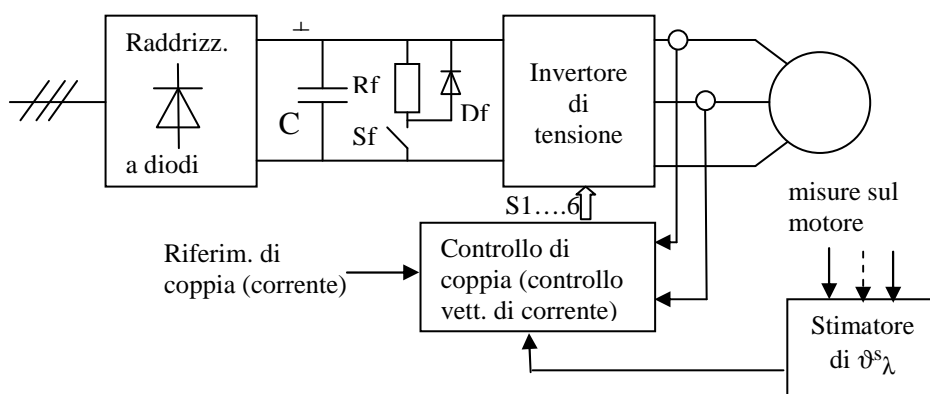 Raddrizz.
a diodi
C
Rf
Sf
Df
Invertore
di
tensione
S1….6
Riferim. di
coppia (corrente)
Controllo di
coppia (controllo
vett. di corrente)
misure sul
motore
Stimatore
di ϑˢλ